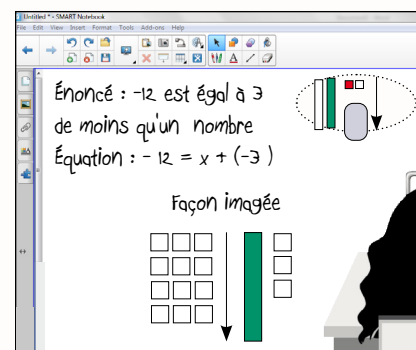 Untitled * - SMART Notebook
File Edit View Insert Format Tools Add-ons Help
Énoncé : -12 est égal à 3
de moins qu'un nombre
Équation : - 12 = x + (-3 )
Façon imagée